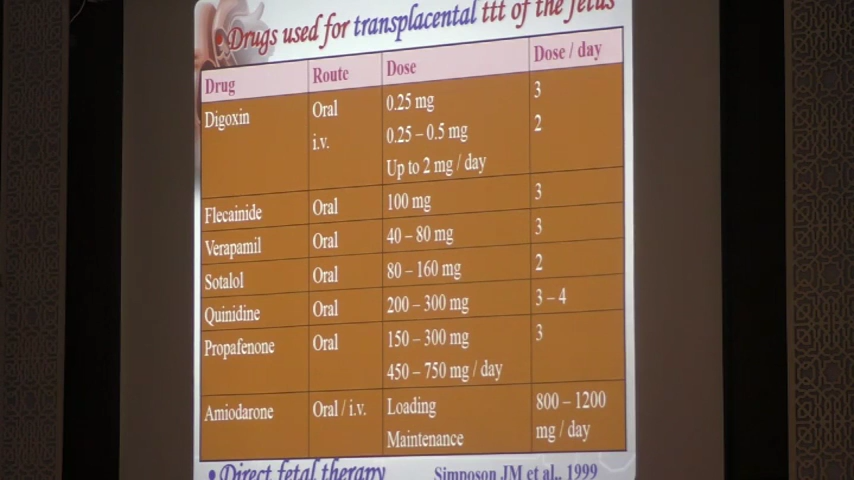 • Drugs used for transplacental ttt of the fetus
Drug Route Dose Dose / day
Digoxin Oral 0.25 mg 3
i.v. 0.25 – 0.5 mg 2
Up to 2 mg / day
Flecainide Oral 100 mg 3
Verapamil Oral 40 – 80 mg 3
Sotalol Oral 80 – 160 mg 2
Quinidine Oral 200 – 300 mg 3 – 4
Propafenone Oral 150 – 300 mg 3
450 – 750 mg / day
Amiodarone Oral / i.v. Loading 800 – 1200
Maintenance mg / day
• Direct fetal therapy Simposon JM et al., 1999